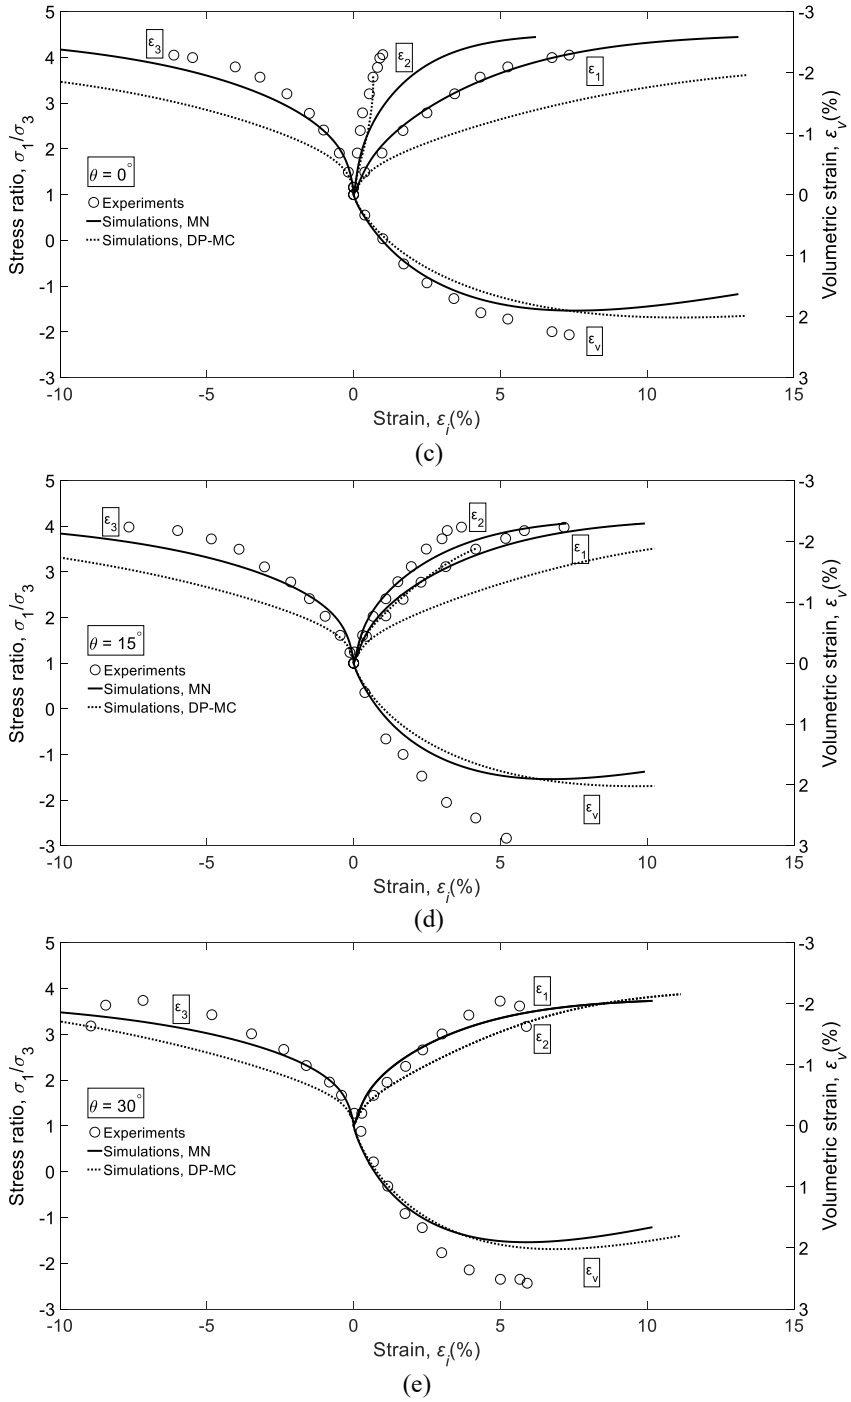 5
4
3
2
1
0
-1
-2
-3
-10
-5
0
5
10
15
-3
-2
-1
0
1
2
3
Stress ratio, σ1/σ3
Volumetric strain, εv(%)
Strain, εi(%)
ε3
ε2
ε1
εv
θ = 0°
Experiments
Simulations, MN
Simulations, DP-MC
(c)
5
4
3
2
1
0
-1
-2
-3
-10
-5
0
5
10
15
-3
-2
-1
0
1
2
3
Stress ratio, σ1/σ3
Volumetric strain, εv(%)
Strain, εi(%)
ε3
ε2
ε1
εv
θ = 15°
Experiments
Simulations, MN
Simulations, DP-MC
(d)
5
4
3
2
1
0
-1
-2
-3
-10
-5
0
5
10
15
-3
-2
-1
0
1
2
3
Stress ratio, σ1/σ3
Volumetric strain, εv(%)
Strain, εi(%)
ε3
ε1
ε2
εv
θ = 30°
Experiments
Simulations, MN
Simulations, DP-MC
(e)